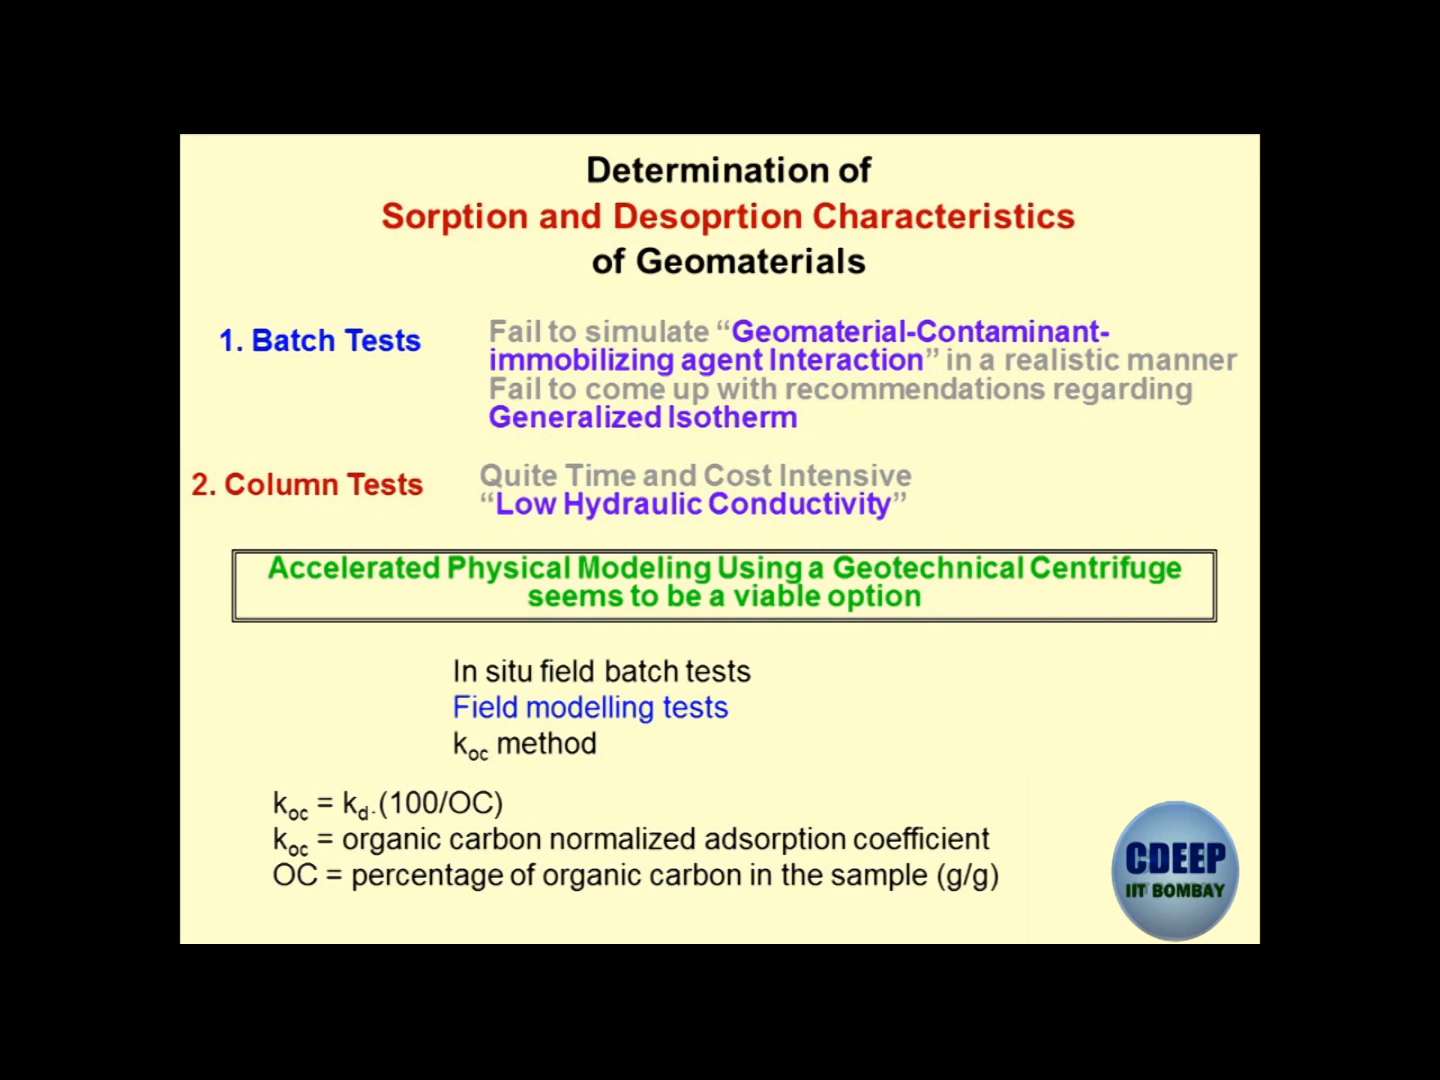 Determination of
Sorption and Desoprtion Characteristics
of Geomaterials
1. Batch Tests
Fail to simulate “Geomaterial-Contaminant-
immobilizing agent Interaction” in a realistic manner
Fail to come up with recommendations regarding
Generalized Isotherm
2. Column Tests
Quite Time and Cost Intensive
“Low Hydraulic Conductivity”
Accelerated Physical Modeling Using a Geotechnical Centrifuge
seems to be a viable option
In situ field batch tests
Field modelling tests
koc method
koc = kd.(100/OC)
koc = organic carbon normalized adsorption coefficient
OC = percentage of organic carbon in the sample (g/g)
CDEEP
IIT BOMBAY